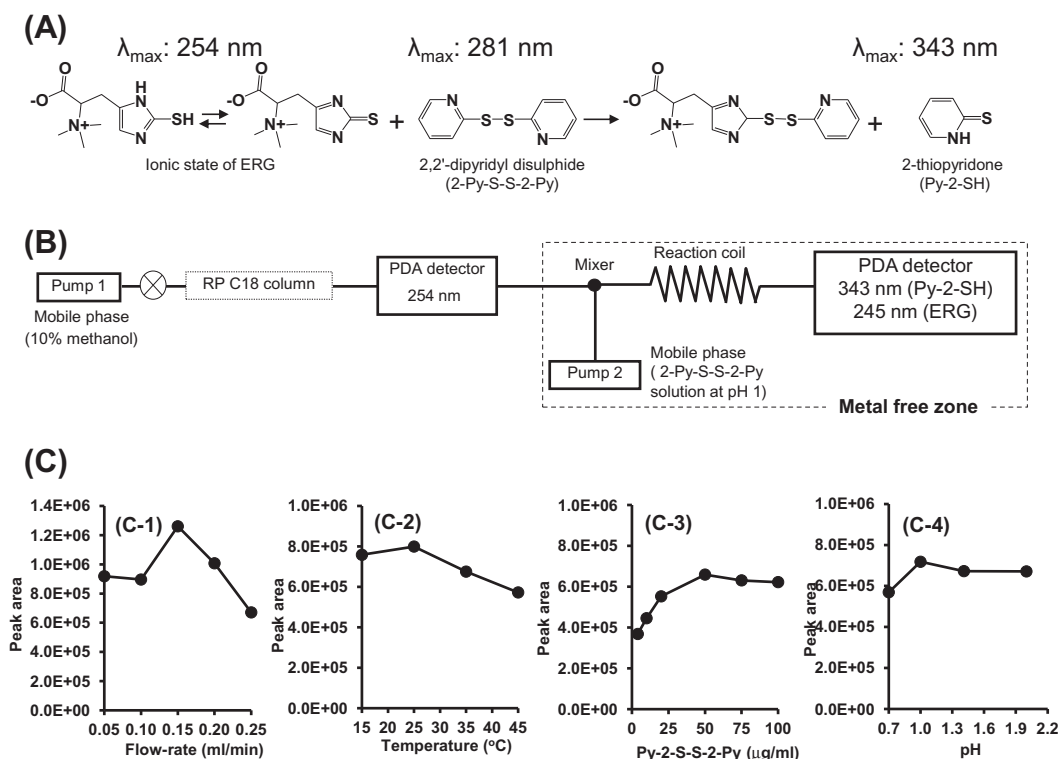 (A)
λmax: 254 nm
λmax: 281 nm
λmax: 343 nm
O
-O
N+
H
N
N
SH
O
-O
N+
N
N
S
+
N
S
S
N
O
-O
N+
N
N
S
S
N
+
S
NH
Ionic state of ERG
2,2'-dipyridyl disulphide
(2-Py-S-S-2-Py)
2-thiopyridone
(Py-2-SH)
(B)
Pump 1
Mobile phase
(10% methanol)
RP C18 column
PDA detector
254 nm
Mixer
Reaction coil
PDA detector
343 nm (Py-2-SH)
245 nm (ERG)
Pump 2
Mobile phase
( 2-Py-S-S-2-Py
solution at pH 1)
Metal free zone
(C)
(C-1)
Peak area
1.4E+06
1.2E+06
1.0E+06
8.0E+05
6.0E+05
4.0E+05
2.0E+05
0.0E+00
0.05 0.10 0.15 0.20 0.25
Flow-rate (ml/min)
(C-2)
Peak area
1.0E+06
8.0E+05
6.0E+05
4.0E+05
2.0E+05
0.0E+00
15 20 25 30 35 40 45
Temperature (oC)
(C-3)
Peak area
1.0E+06
8.0E+05
6.0E+05
4.0E+05
2.0E+05
0.0E+00
0 25 50 75 100
Py-2-S-S-2-Py (μg/ml)
(C-4)
Peak area
1.0E+06
8.0E+05
6.0E+05
4.0E+05
2.0E+05
0.0E+00
0.7 1.0 1.3 1.6 1.9 2.2
pH